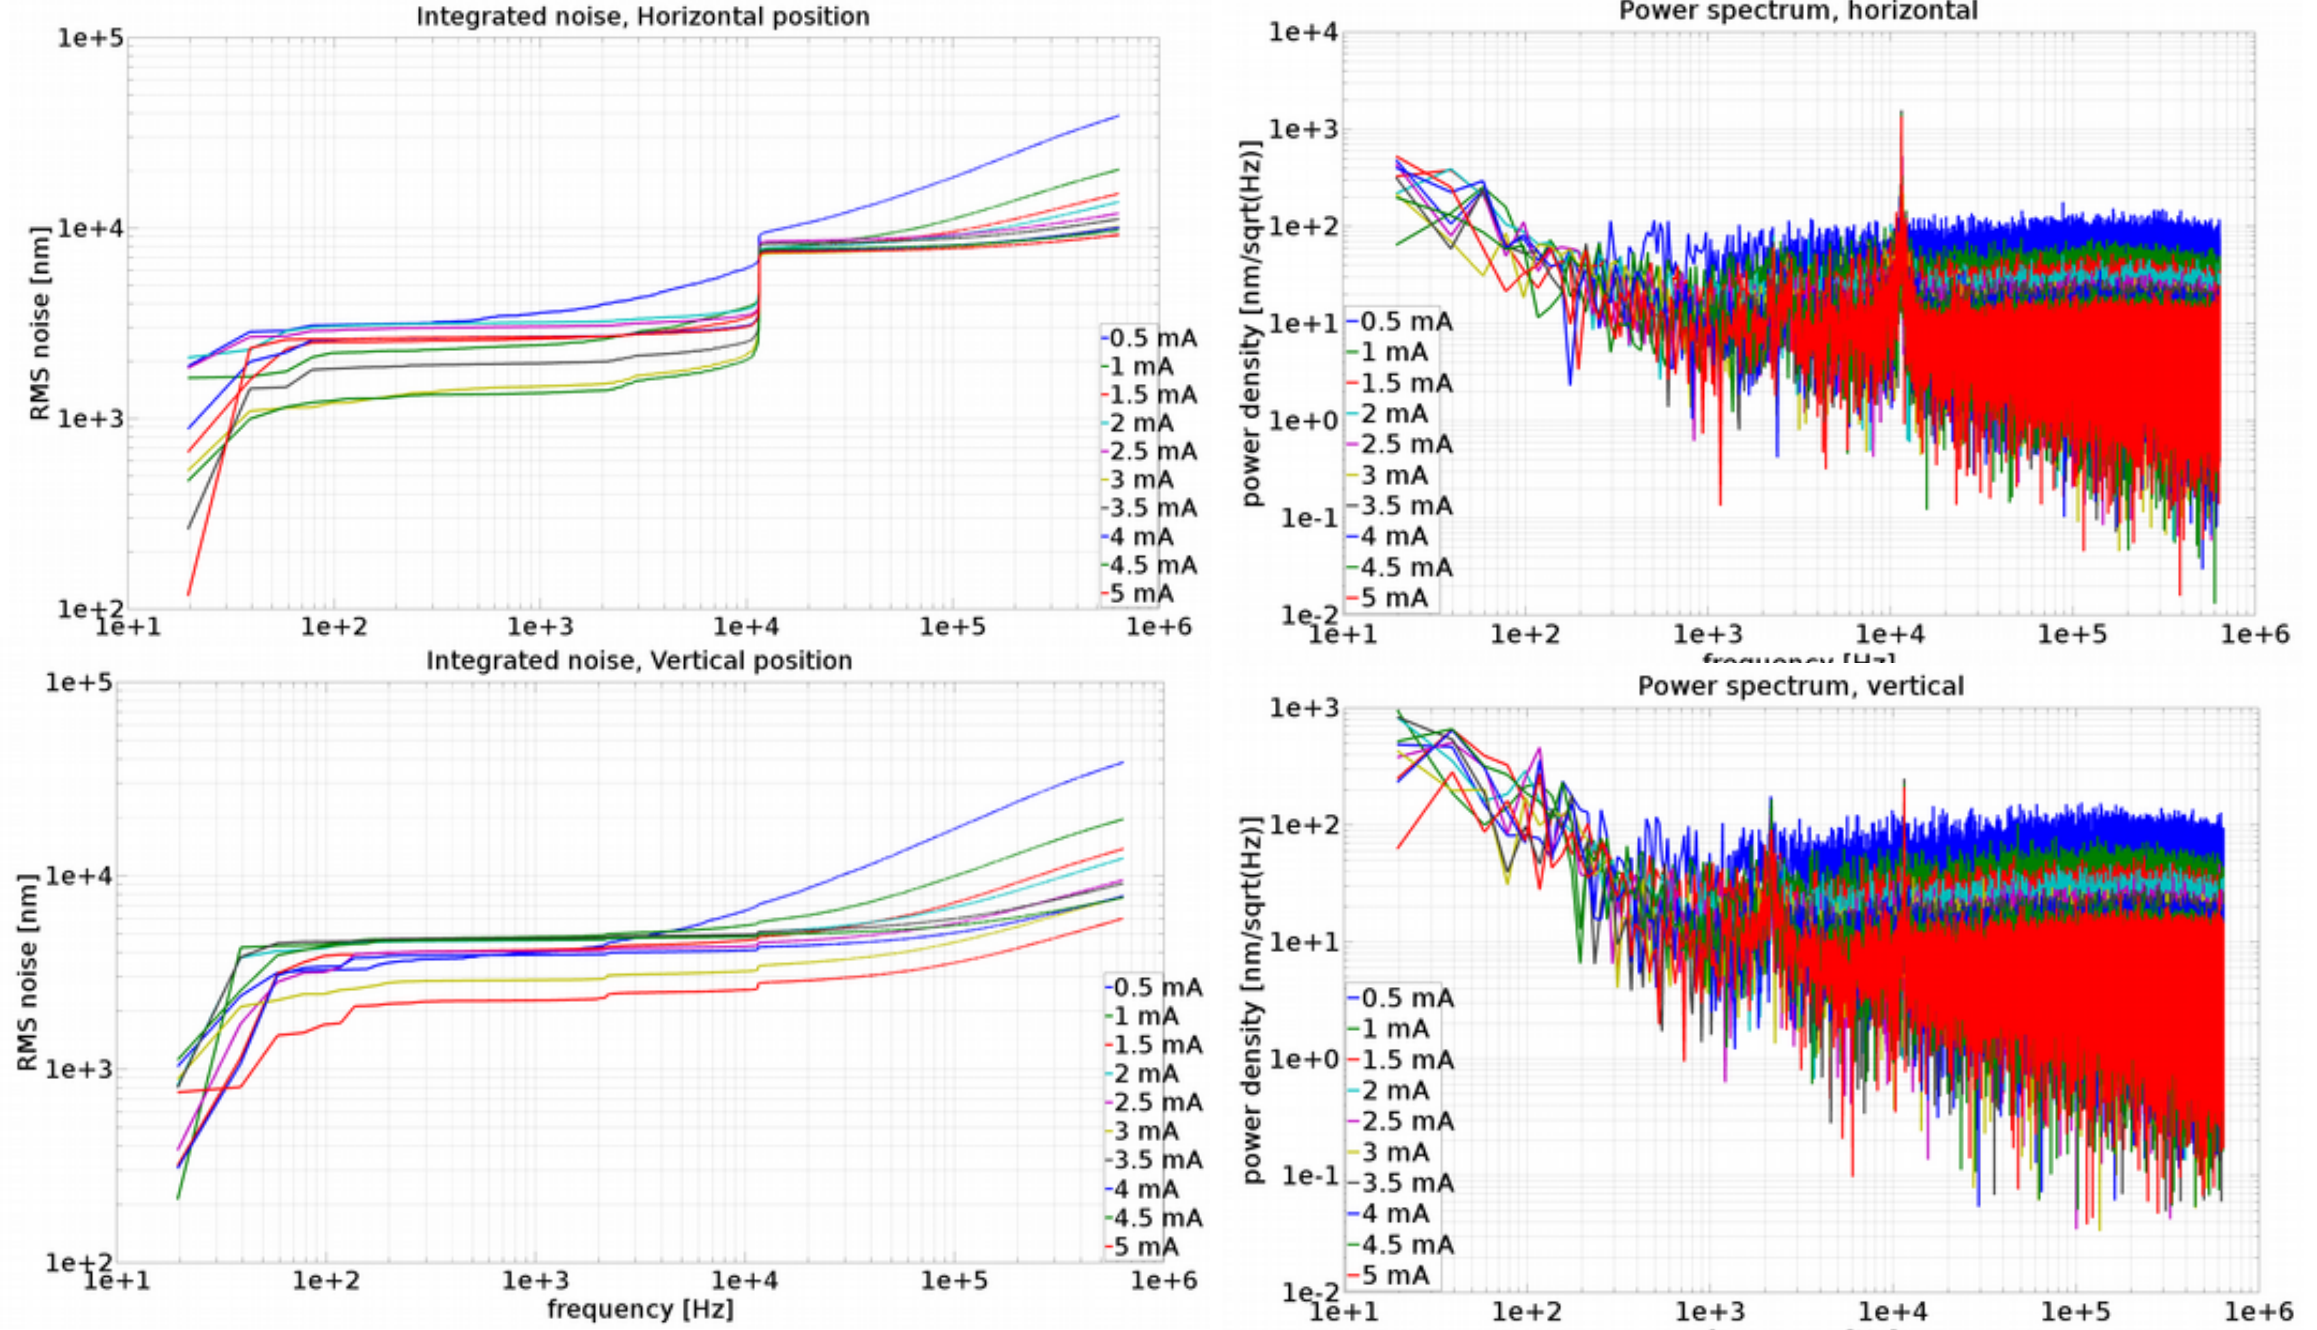 Integrated noise, Horizontal position
1e+5
1e+4
1e+3
1e+2
RMS noise [nm]
1e+1
1e+2
1e+3
1e+4
1e+5
1e+6
0.5 mA
1 mA
1.5 mA
2 mA
2.5 mA
3 mA
3.5 mA
4 mA
4.5 mA
5 mA
Power spectrum, horizontal
1e+4
1e+3
1e+2
1e+1
1e+0
1e-1
1e-2
power density [nm/sqrt(Hz)]
1e+1
1e+2
1e+3
1e+4
1e+5
1e+6
frequency [Hz]
0.5 mA
1 mA
1.5 mA
2 mA
2.5 mA
3 mA
3.5 mA
4 mA
4.5 mA
5 mA
Integrated noise, Vertical position
1e+5
1e+4
1e+3
1e+2
RMS noise [nm]
1e+1
1e+2
1e+3
1e+4
1e+5
1e+6
frequency [Hz]
0.5 mA
1 mA
1.5 mA
2 mA
2.5 mA
3 mA
3.5 mA
4 mA
4.5 mA
5 mA
Power spectrum, vertical
1e+3
1e+2
1e+1
1e+0
1e-1
1e-2
power density [nm/sqrt(Hz)]
1e+1
1e+2
1e+3
1e+4
1e+5
1e+6
0.5 mA
1 mA
1.5 mA
2 mA
2.5 mA
3 mA
3.5 mA
4 mA
4.5 mA
5 mA